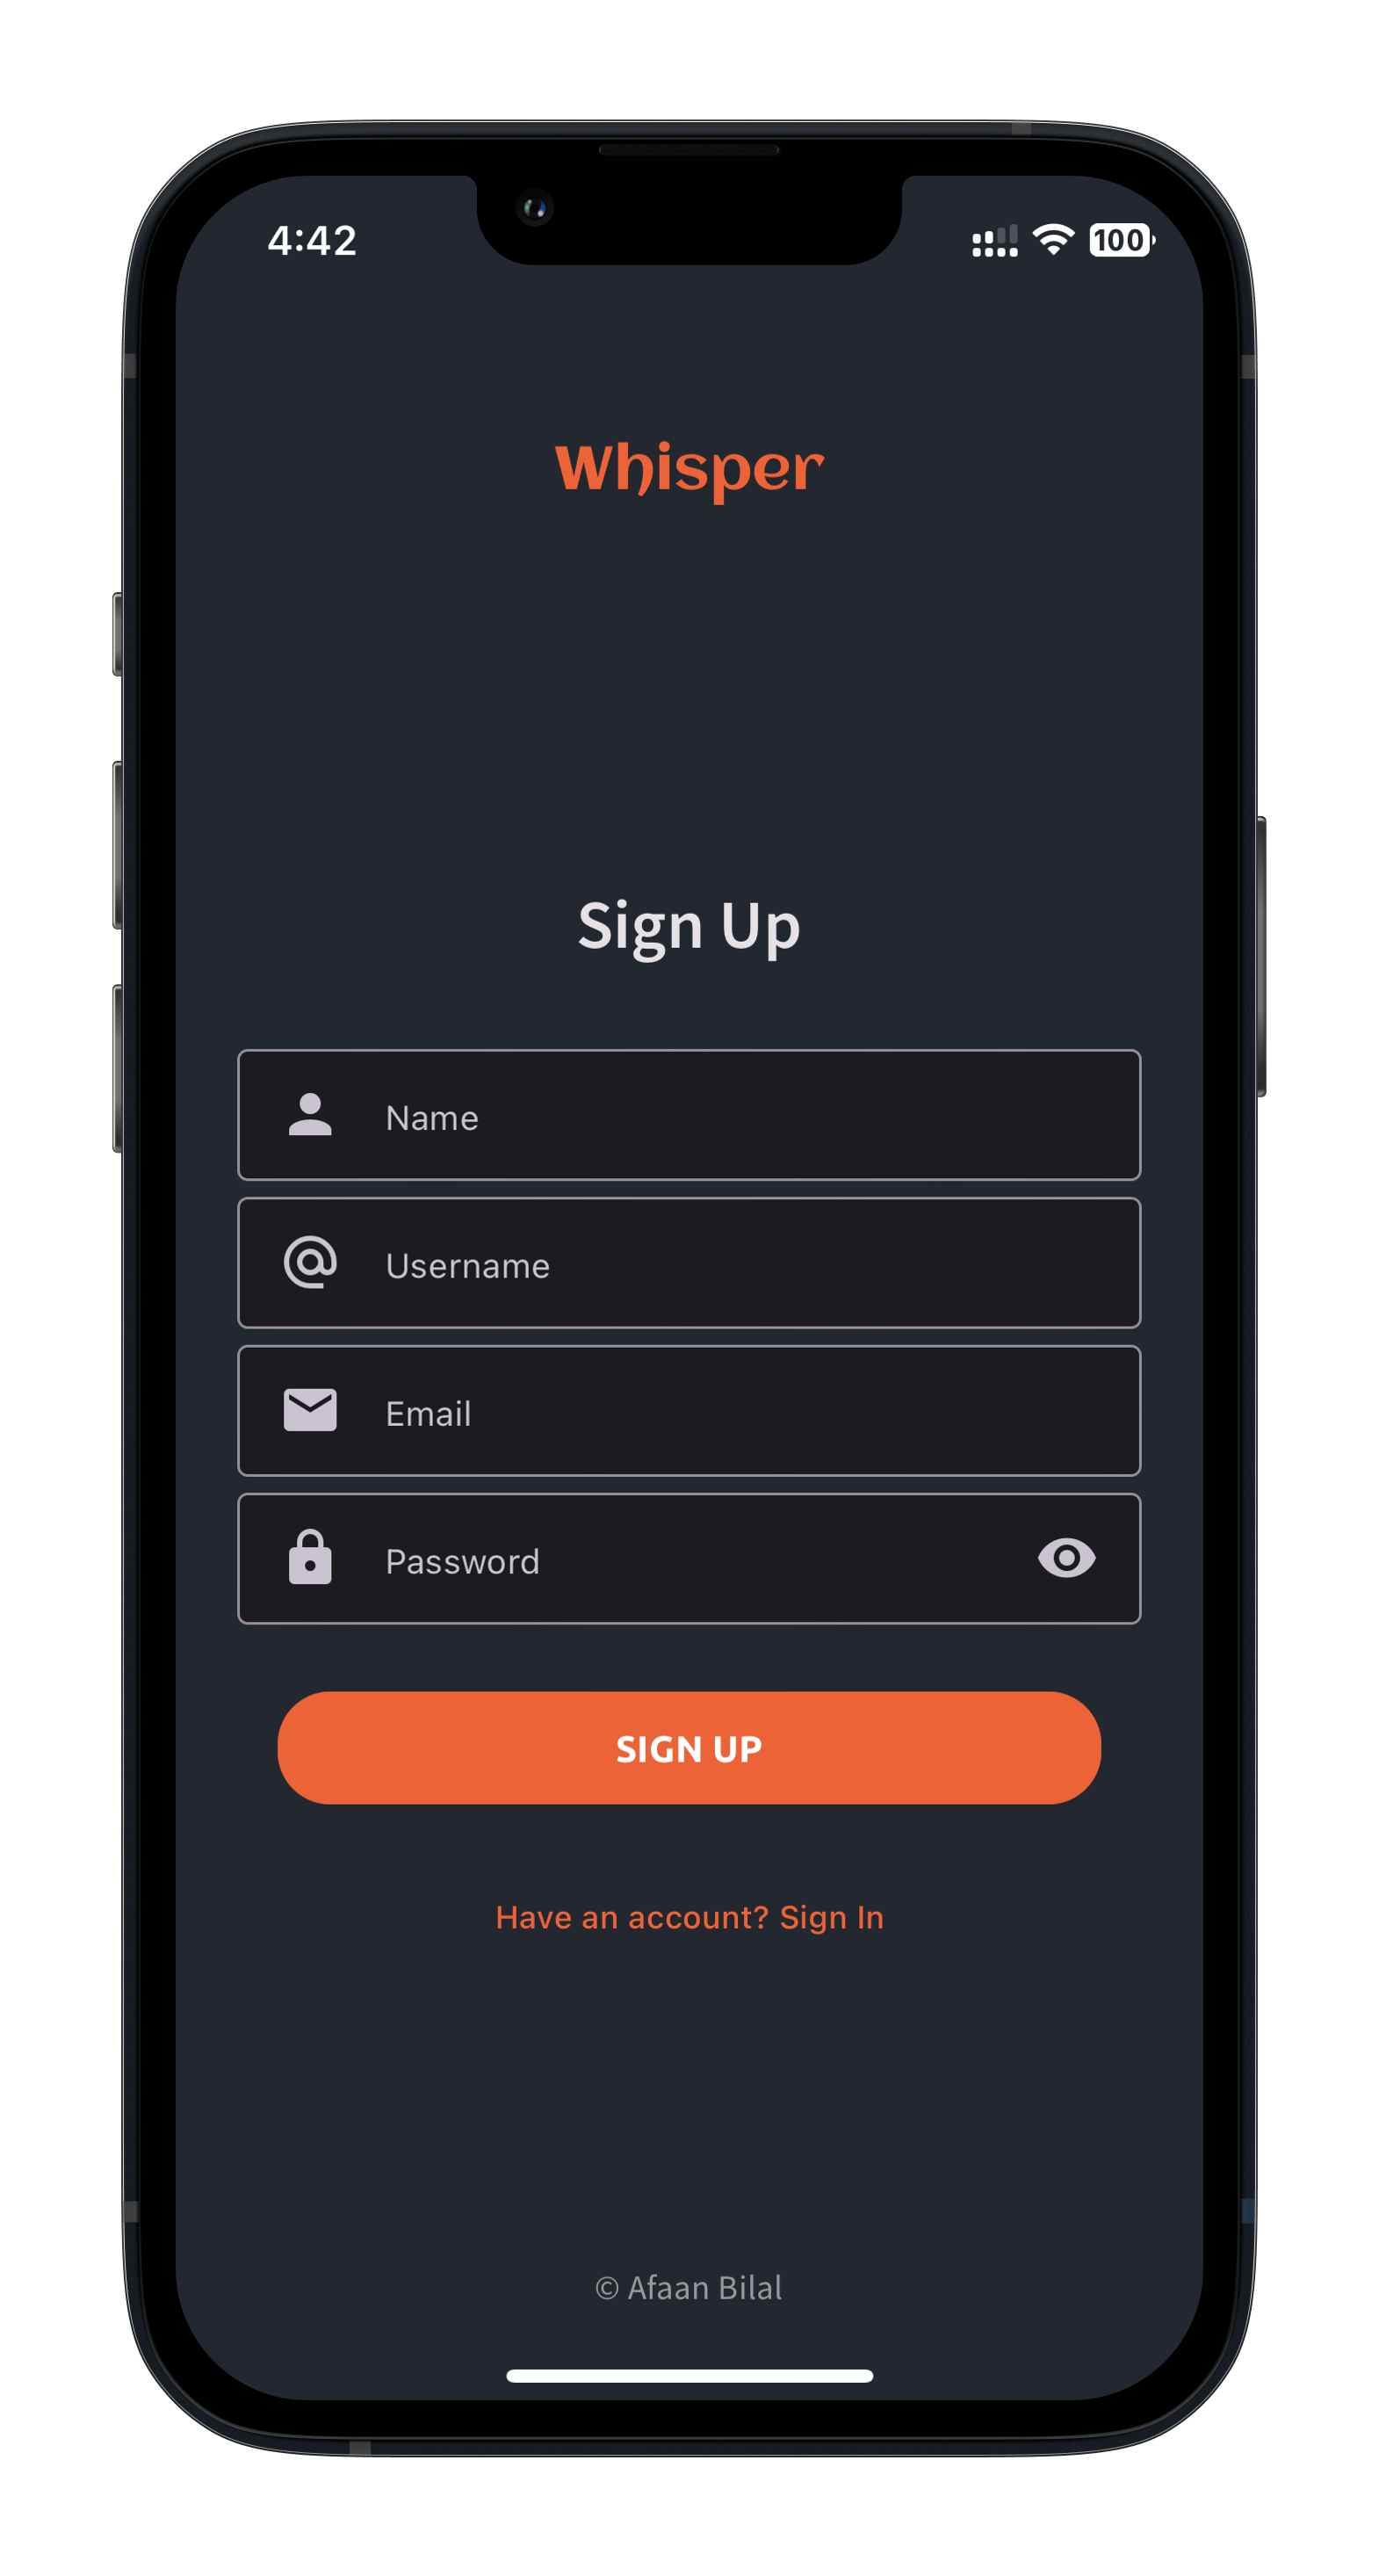 4:42
100
Whisper
Sign Up
Name
Username
Email
Password
SIGN UP
Have an account? Sign In
© Afaan Bilal